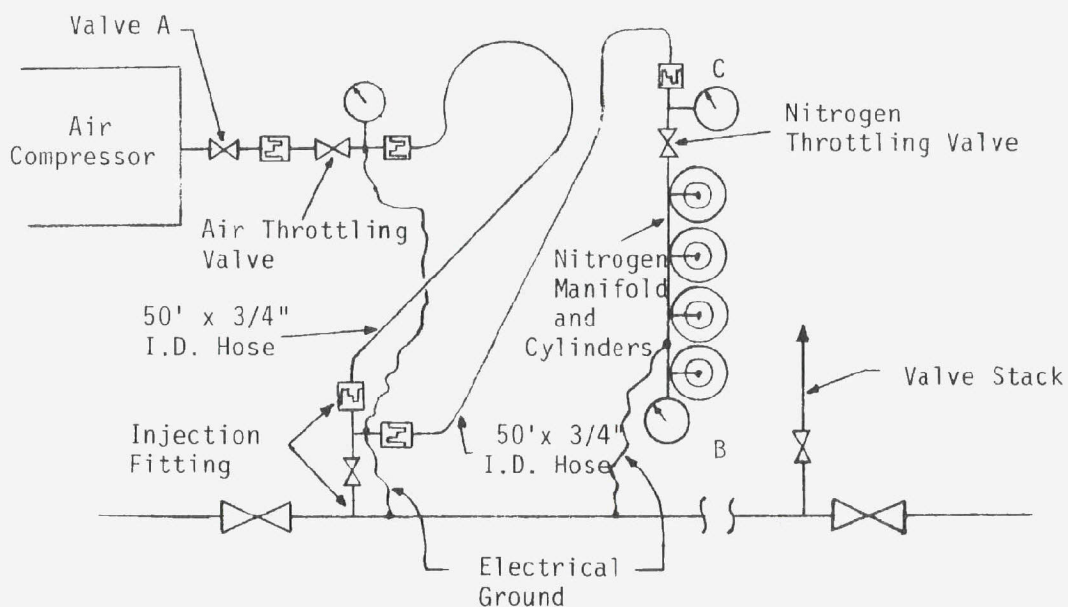 Valve A
Air
Compressor
Air Throttling
Valve
50' x 3/4"
I.D. Hose
Injection
Fitting
C
Nitrogen
Throttling Valve
Nitrogen
Manifold
and
Cylinders
50'x 3/4"
I.D. Hose
B
Valve Stack
Electrical
Ground